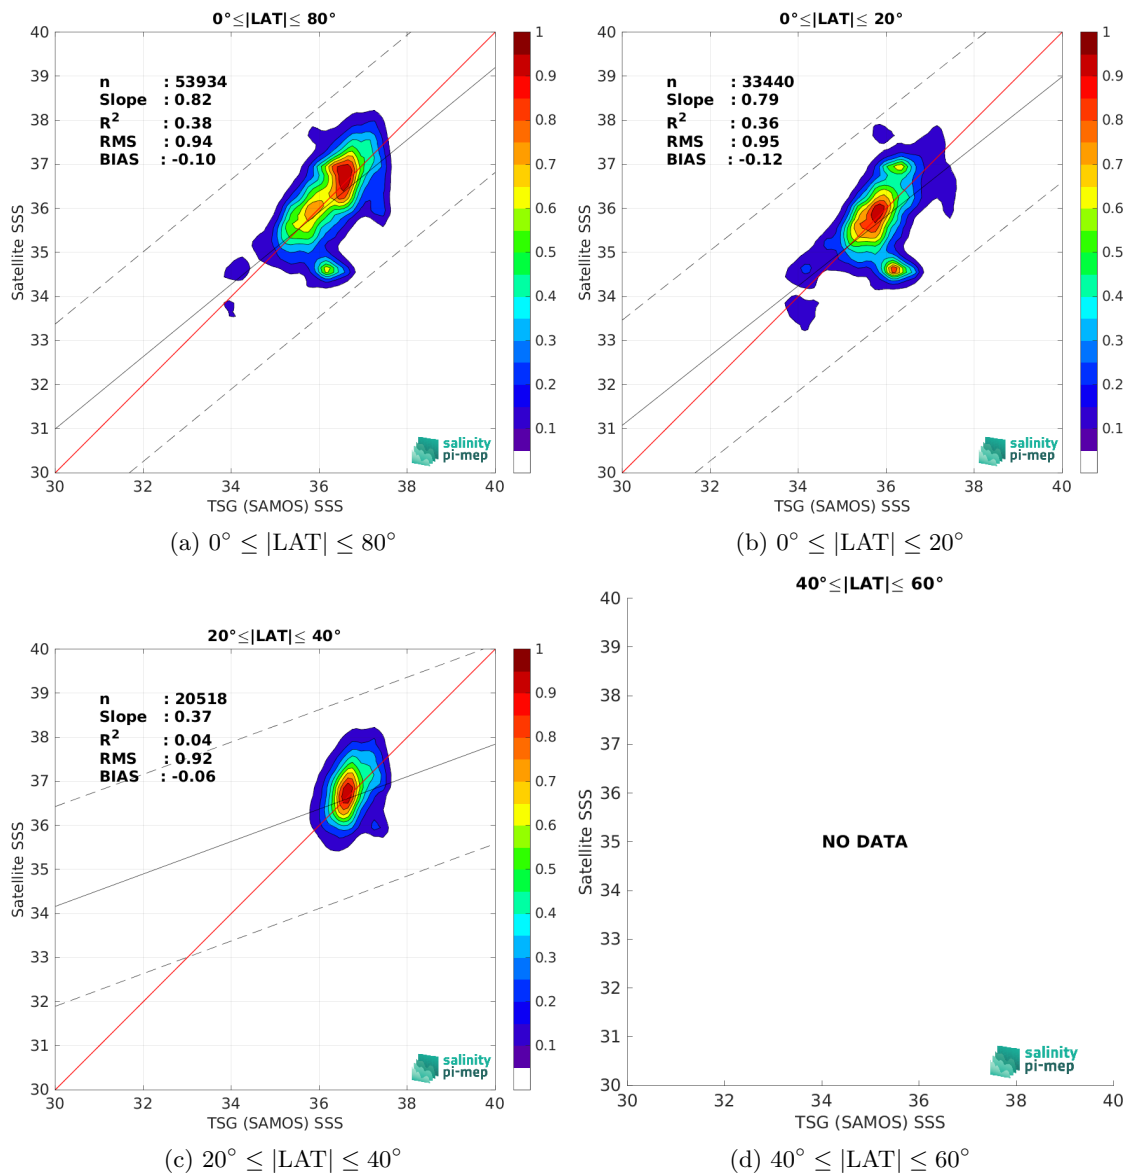 0°≤|LAT|≤ 80°
n : 53934
Slope : 0.82
R2 : 0.38
RMS : 0.94
BIAS : -0.10
40
39
38
37
36
35
34
33
32
31
30
Satellite SSS
30 32 34 36 38 40
TSG (SAMOS) SSS
1
0.9
0.8
0.7
0.6
0.5
0.4
0.3
0.2
0.1
salinity
pi-mep
(a) 0° ≤ |LAT| ≤ 80°
0°≤|LAT|≤ 20°
n : 33440
Slope : 0.79
R2 : 0.36
RMS : 0.95
BIAS : -0.12
40
39
38
37
36
35
34
33
32
31
30
Satellite SSS
30 32 34 36 38 40
TSG (SAMOS) SSS
1
0.9
0.8
0.7
0.6
0.5
0.4
0.3
0.2
0.1
salinity
pi-mep
(b) 0° ≤ |LAT| ≤ 20°
20°≤|LAT|≤ 40°
n : 20518
Slope : 0.37
R2 : 0.04
RMS : 0.92
BIAS : -0.06
40
39
38
37
36
35
34
33
32
31
30
Satellite SSS
30 32 34 36 38 40
TSG (SAMOS) SSS
1
0.9
0.8
0.7
0.6
0.5
0.4
0.3
0.2
0.1
salinity
pi-mep
(c) 20° ≤ |LAT| ≤ 40°
40°≤|LAT|≤ 60°
40
39
38
37
36
35
34
33
32
31
30
Satellite SSS
NO DATA
30 32 34 36 38 40
TSG (SAMOS) SSS
salinity
pi-mep
(d) 40° ≤ |LAT| ≤ 60°